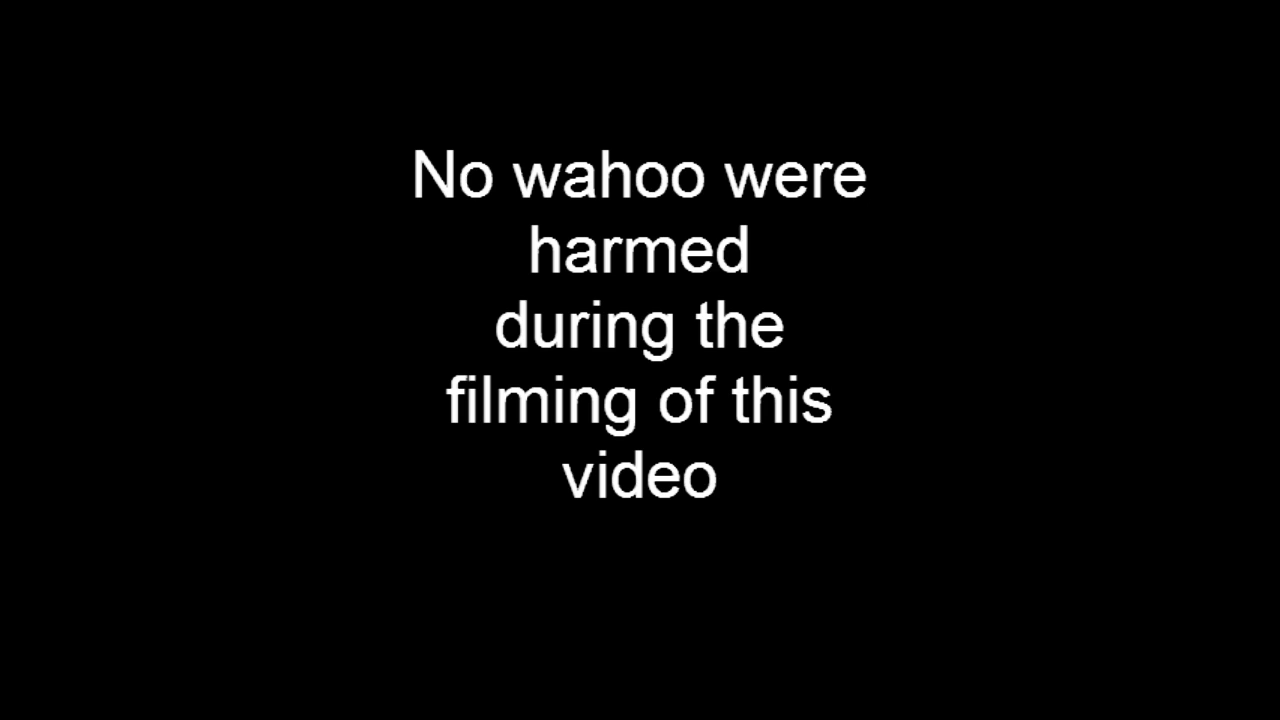 No wahoo were
harmed
during the
filming of this
video